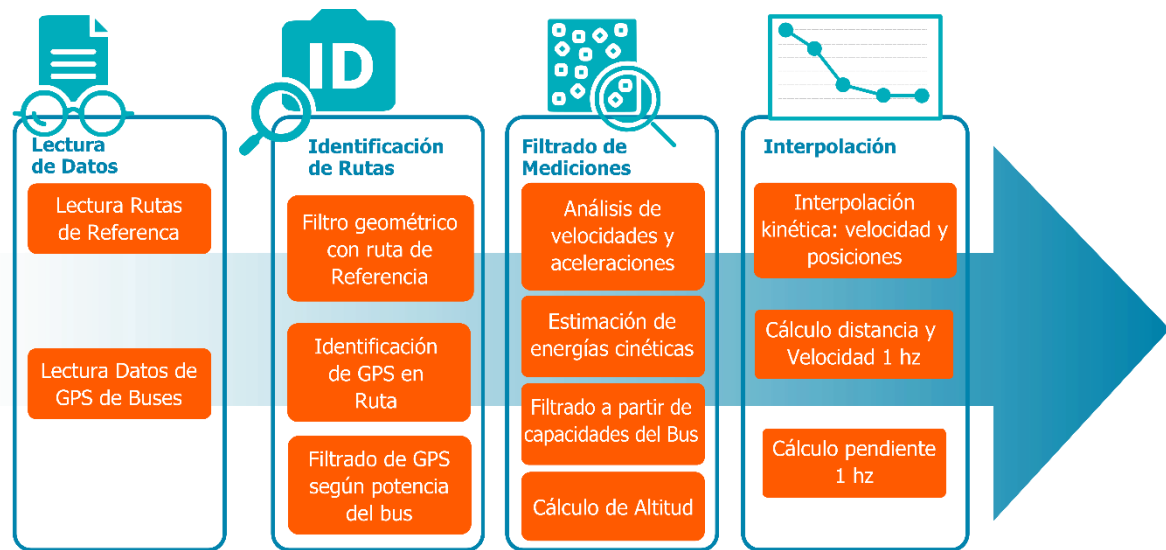 ID
Lectura
de Datos
Lectura Rutas
de Referenca
Lectura Datos de
GPS de Buses
Identificación
de Rutas
Filtro geométrico
con ruta de
Referencia
Identificación
de GPS en
Ruta
Filtrado de GPS
según potencia
del bus
Filtrado de
Mediciones
Análisis de
velocidades y
aceleraciones
Estimación de
energías cinéticas
Filtrado a partir de
capacidades del Bus
Cálculo de Altitud
Interpolación
Interpolación
kinética: velocidad y
posiciones
Cálculo distancia y
Velocidad 1 hz
Cálculo pendiente
1 hz